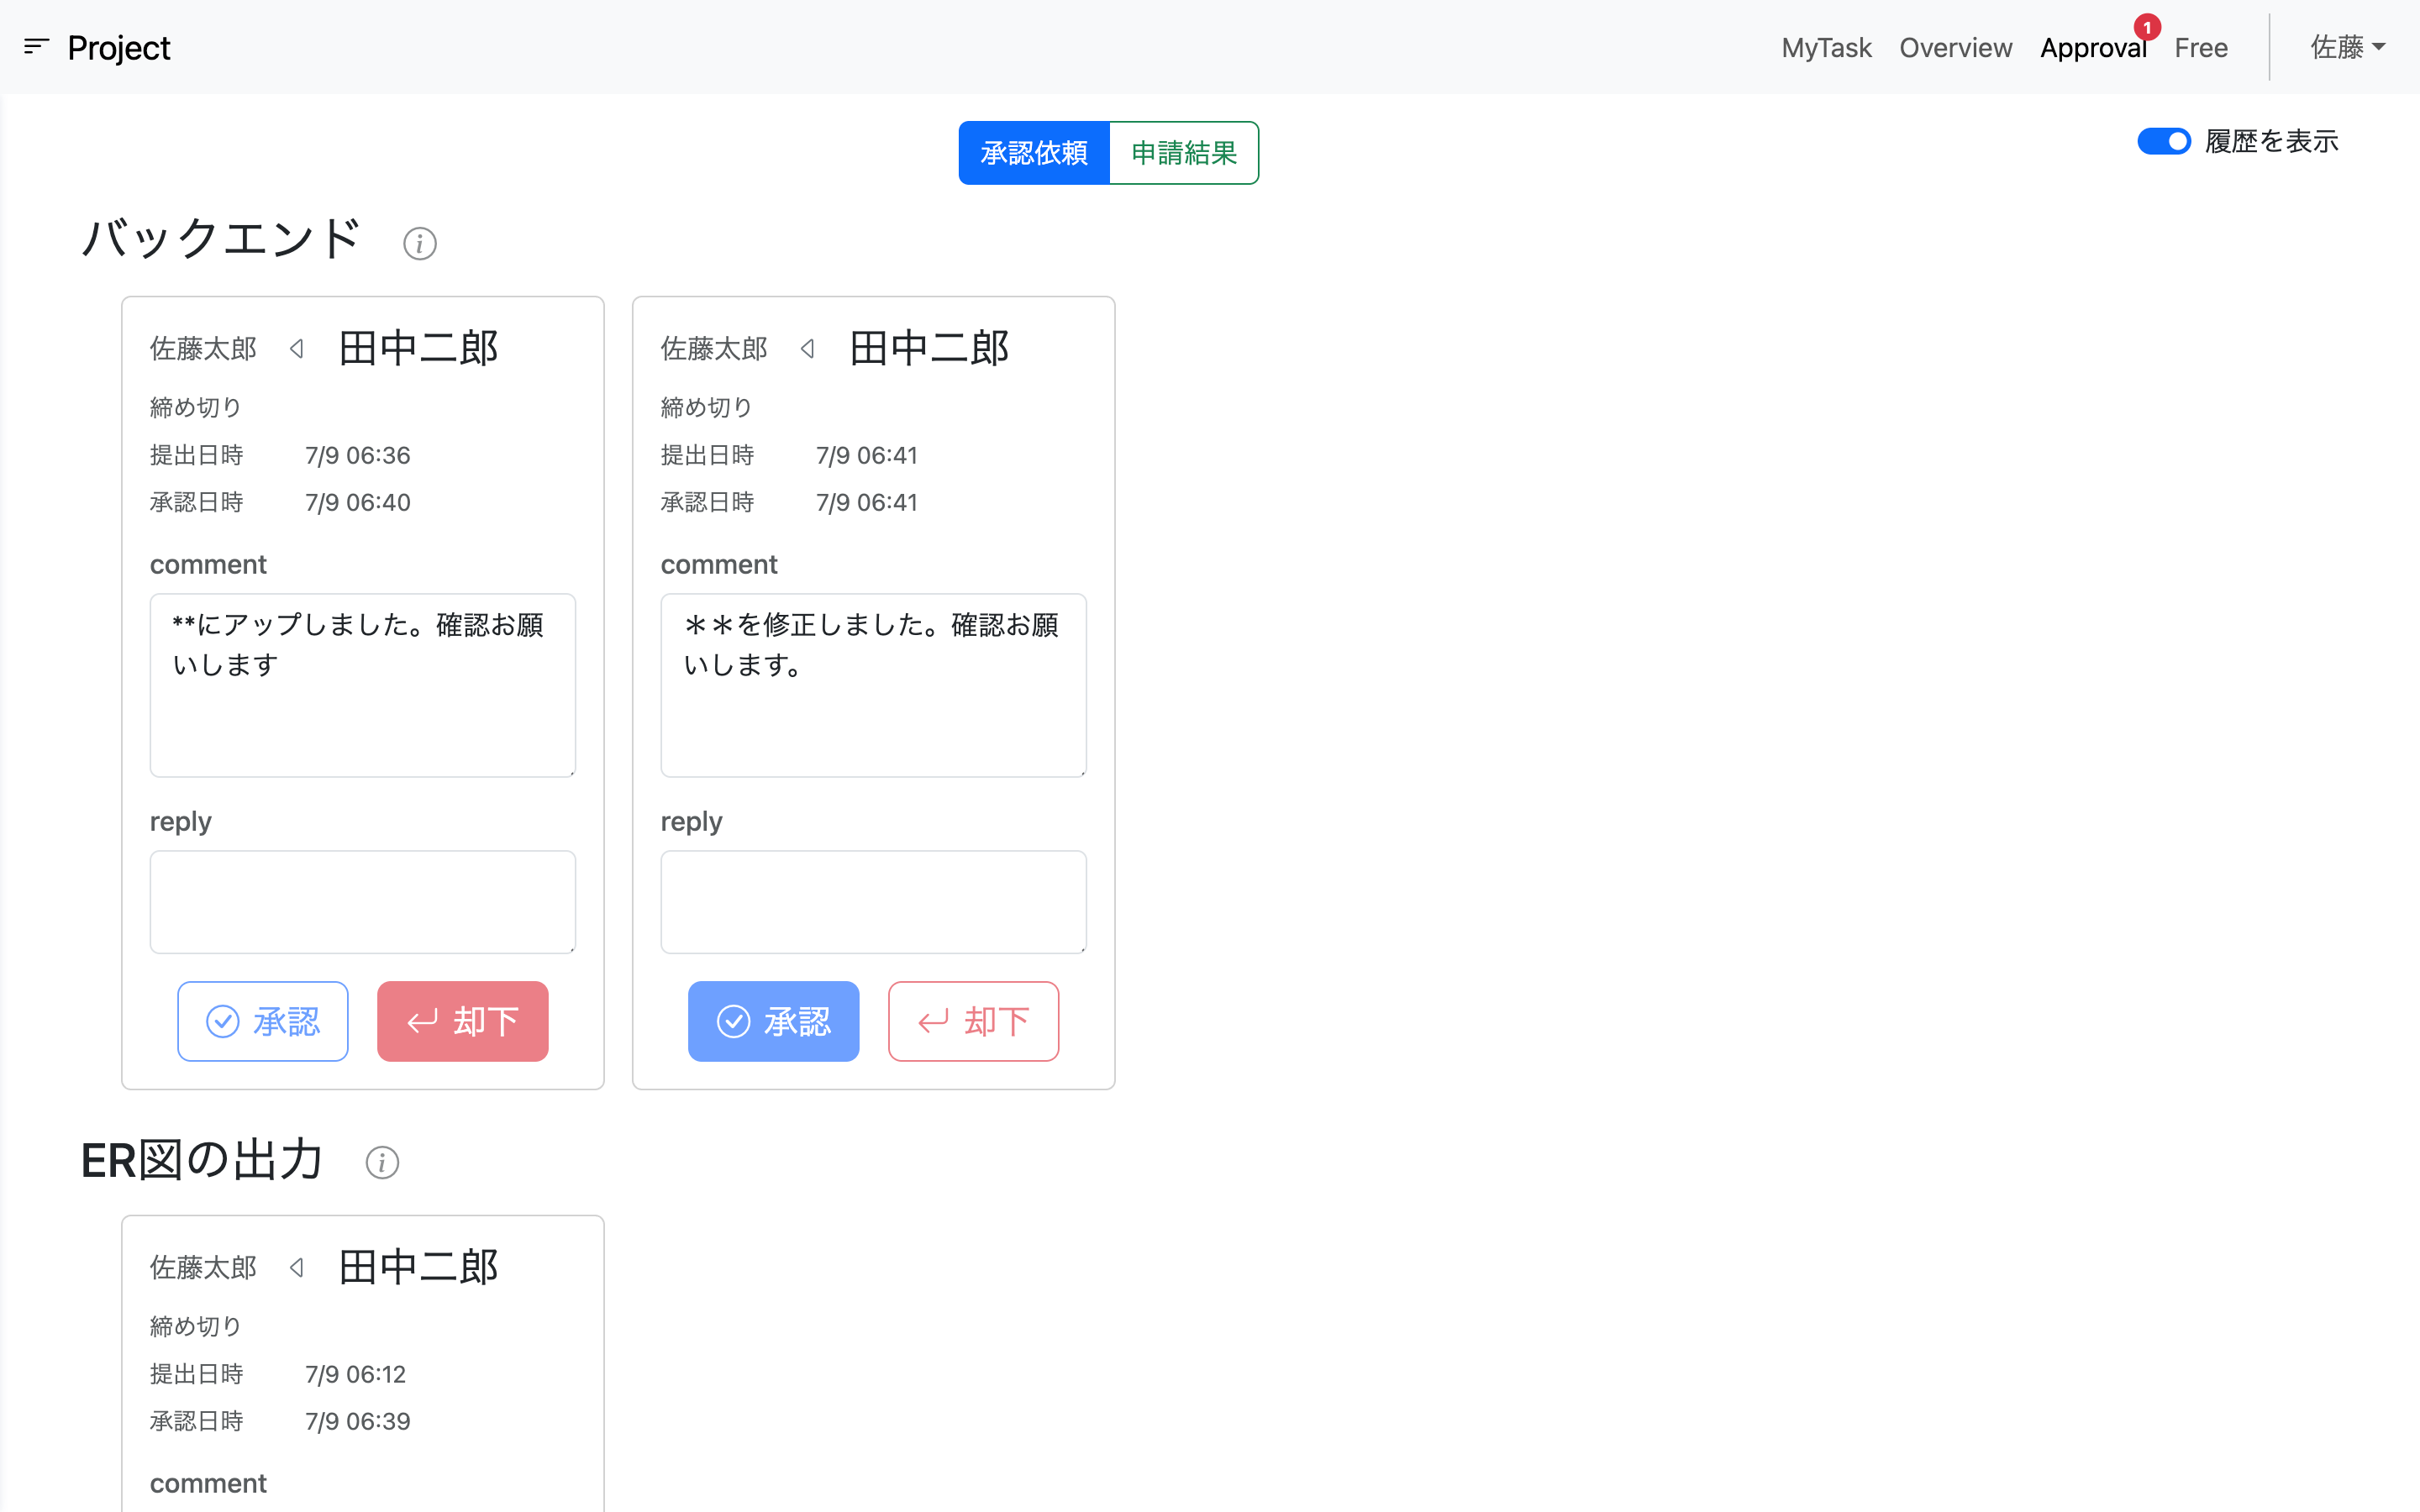 Project
MyTask
Overview
Approval
1
Free
佐藤
承認依頼
申請結果
履歴を表示
バックエンド
佐藤太郎 田中二郎
締め切り
提出日時 7/9 06:36
承認日時 7/9 06:40
comment
**にアップしました。確認お願
いします
reply
承認
却下
佐藤太郎 田中二郎
締め切り
提出日時 7/9 06:41
承認日時 7/9 06:41
comment
＊＊を修正しました。確認お願
いします。
reply
承認
却下
ER図の出力
佐藤太郎 田中二郎
締め切り
提出日時 7/9 06:12
承認日時 7/9 06:39
comment